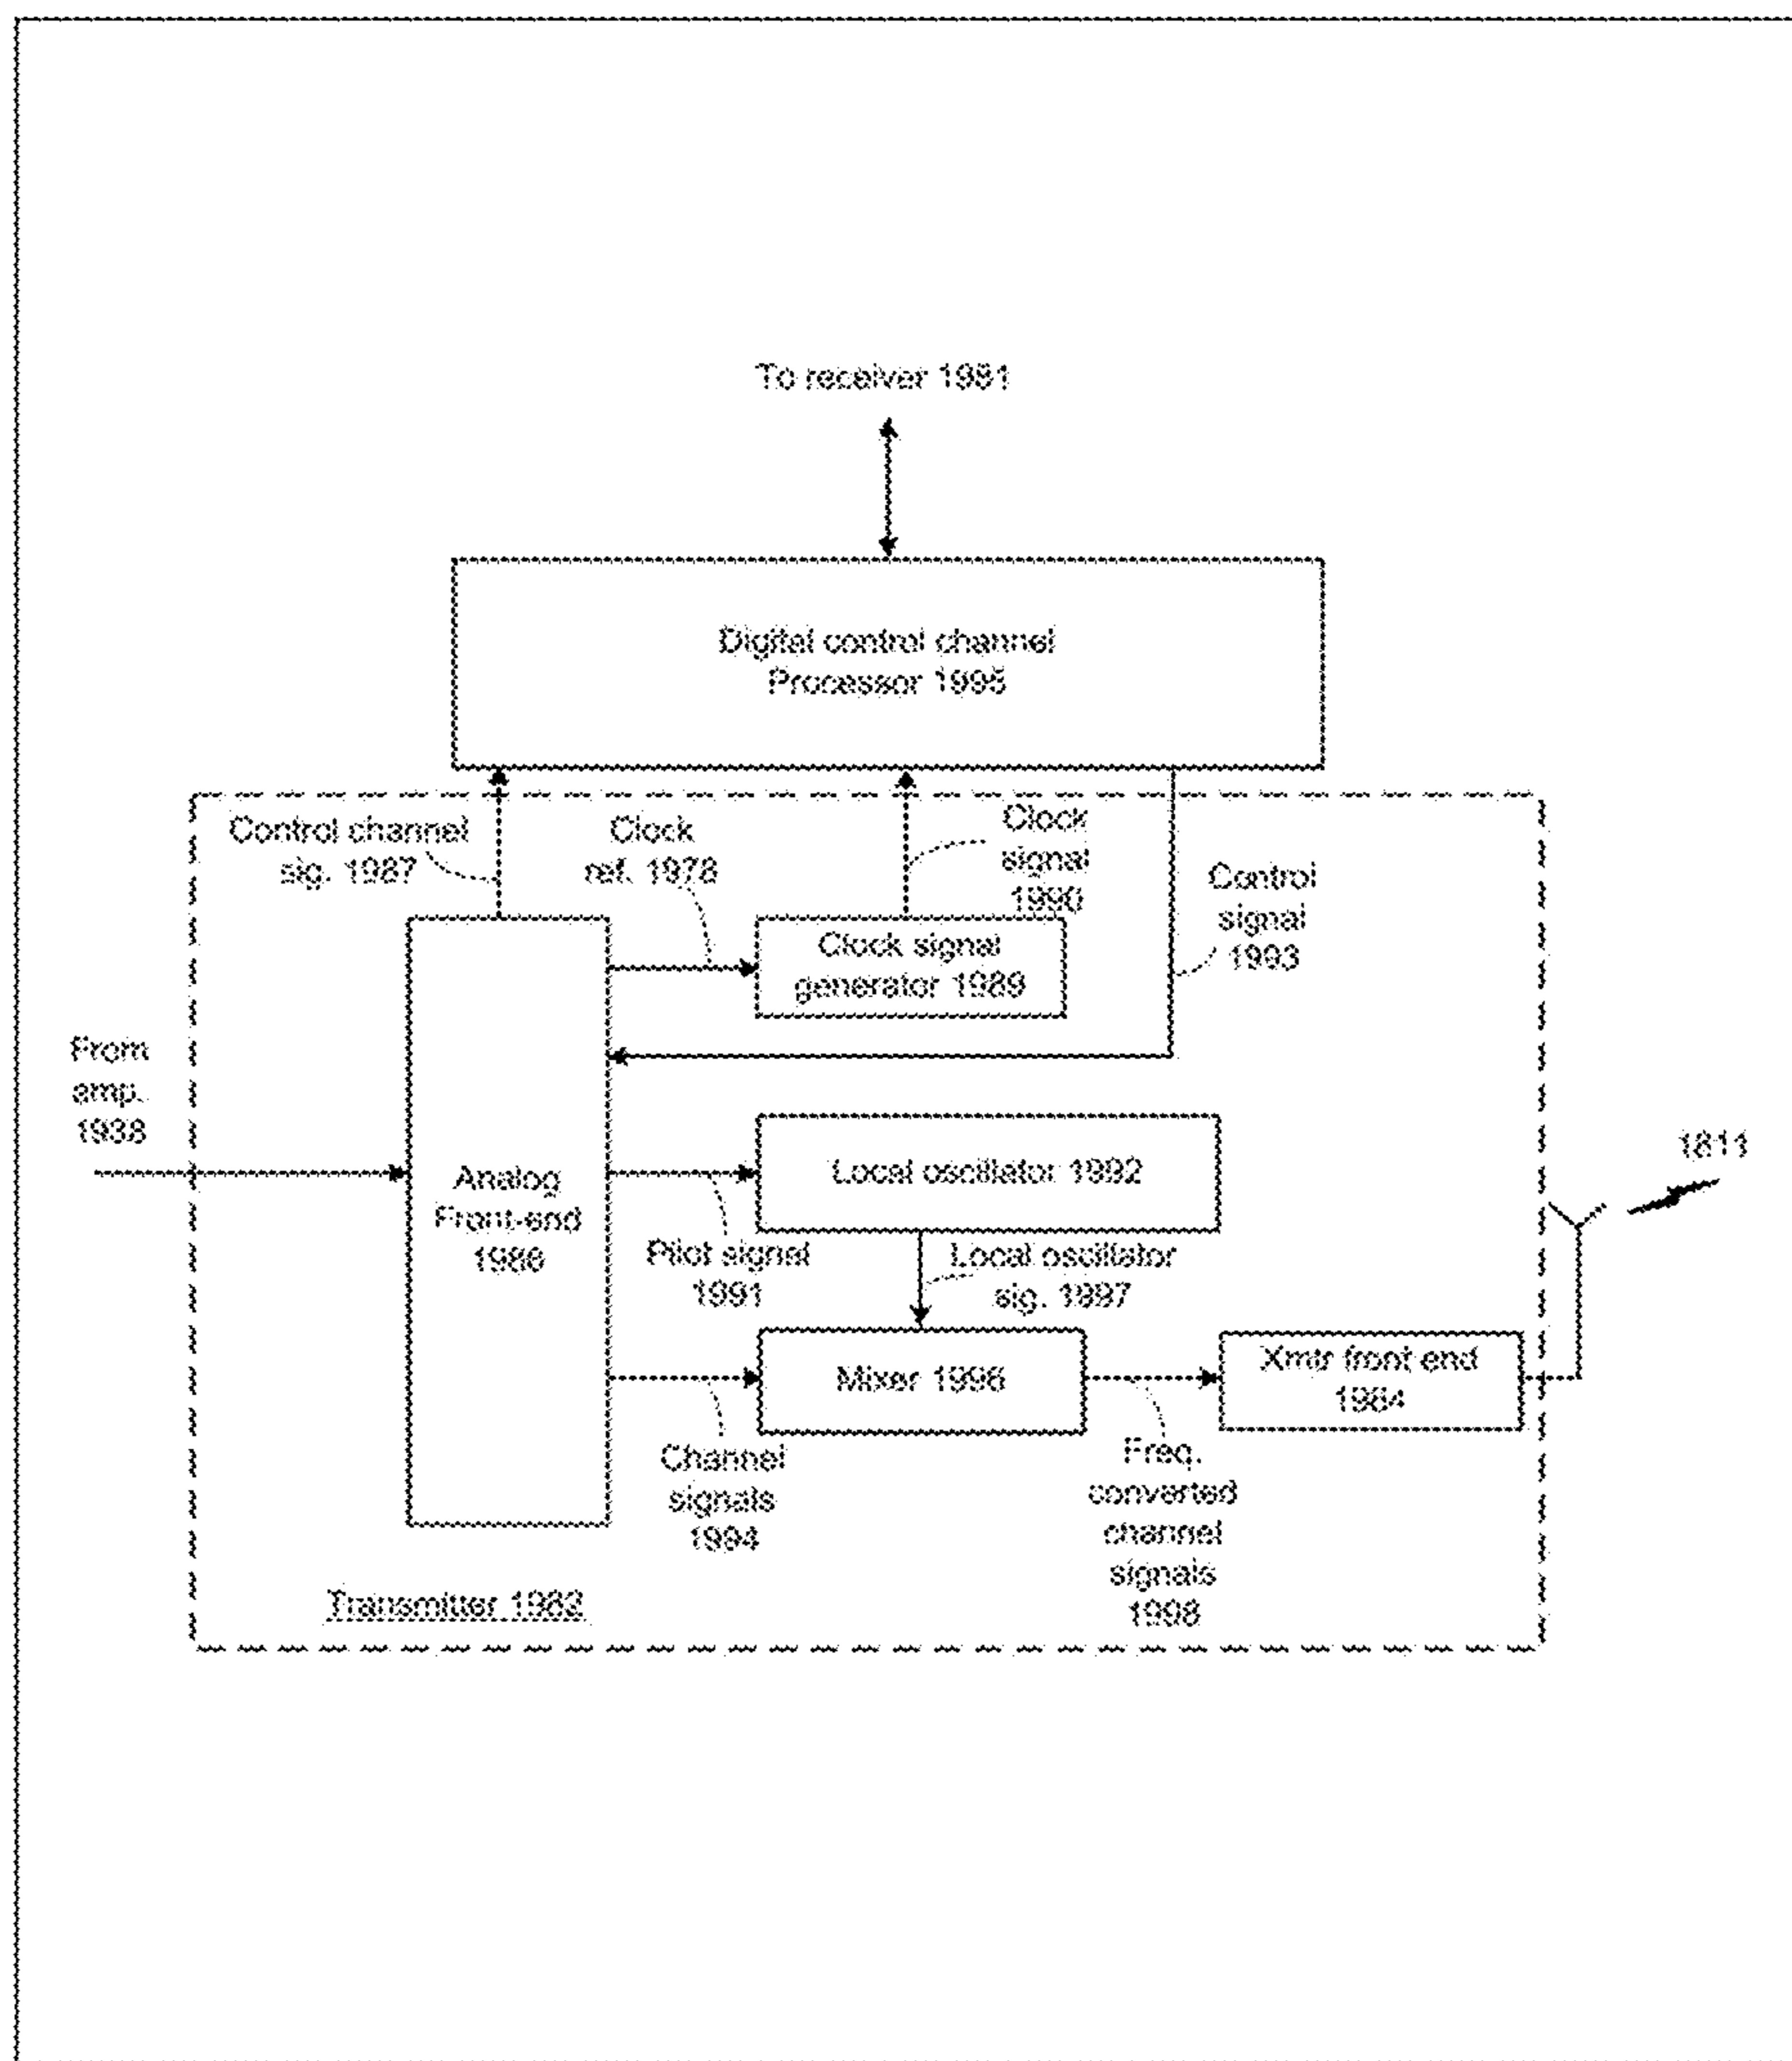 To receiver 1981
Digital control channel
Processor 1995
Control channel
sig. 1987
Clock
ref. 1978
Clock
signal
1990
Control
signal
1993
Clock signal
generator 1989
From
amp.
1938
Analog
Front-end
1986
Local oscillator 1992
1811
Pilot signal
1991
Local oscillator
sig. 1997
Mixer 1996
Xmtr front end
1984
Channel
signals
1994
Freq.
converted
channel
signals
1998
Transmitter 1982